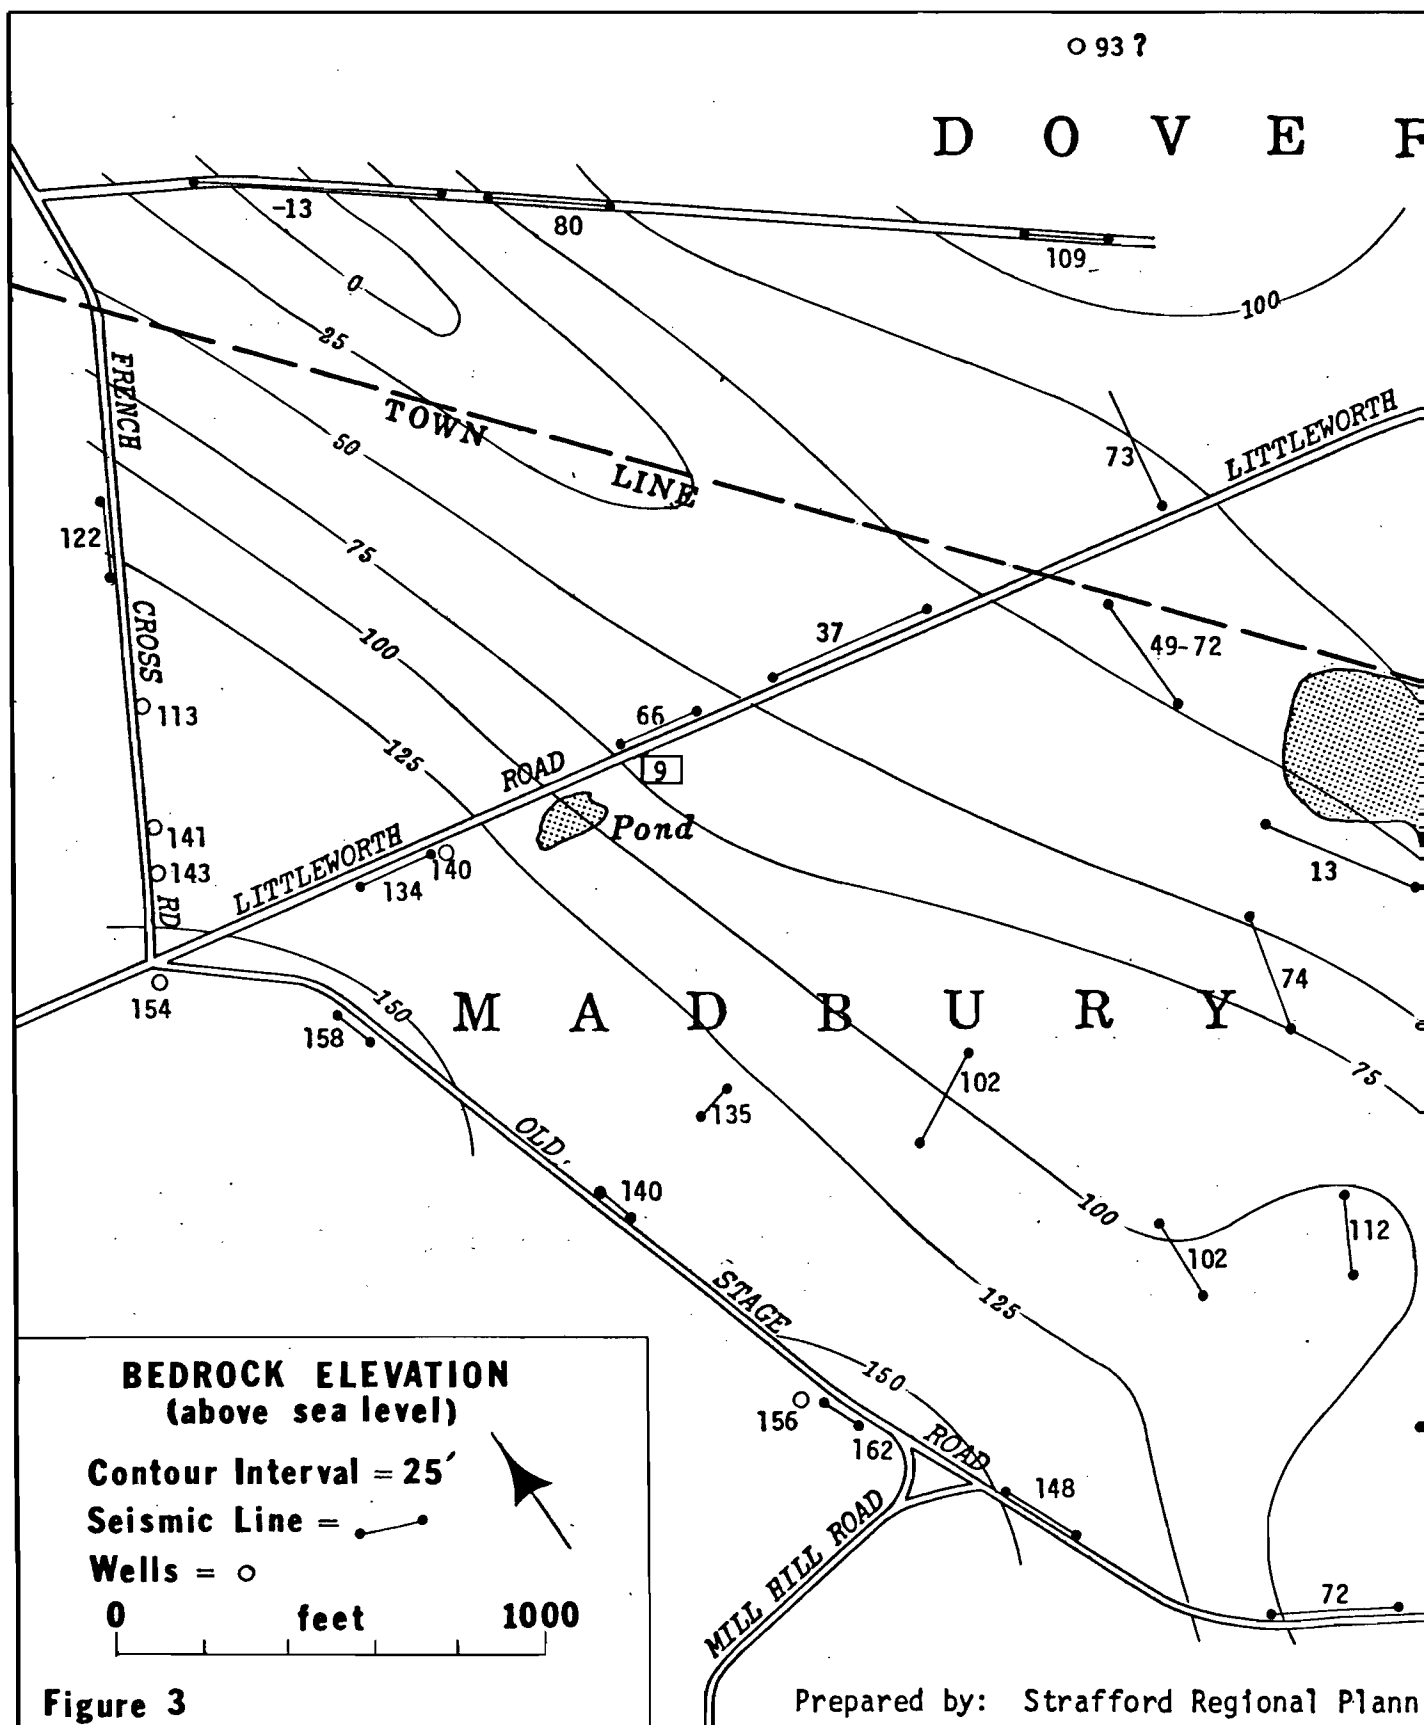 93 ?
D O V E R
-13
80
109
0
100
25
FRENCH
TOWN
50
LINE
73
LITTLEWORTH
122
75
CROSS
100
37
49-72
113
66
125
ROAD
9
Pond
141
143
RD
LITTLEWORTH
134
140
13
74
154
150
158
M A D B U R Y
75
102
135
OLD
140
100
112
102
STAGE
125
150
156
162
ROAD
148
MILL HILL ROAD
72
BEDROCK ELEVATION
(above sea level)
Contour Interval = 25′
Seismic Line =
Wells =
0 feet 1000
Figure 3
Prepared by: Strafford Regional Plann